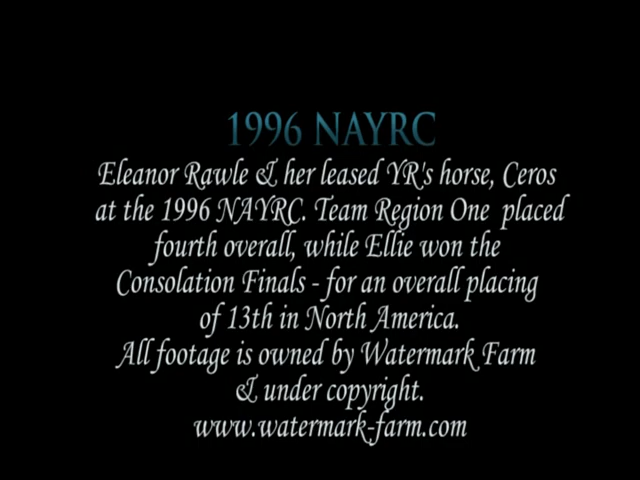 1996 NAYRC
Eleanor Rawle & her leased YR's horse, Ceros
at the 1996 NAYRC. Team Region One placed
fourth overall, while Ellie won the
Consolation Finals - for an overall placing
of 13th in North America.
All footage is owned by Watermark Farm
& under copyright.
www.watermark-farm.com